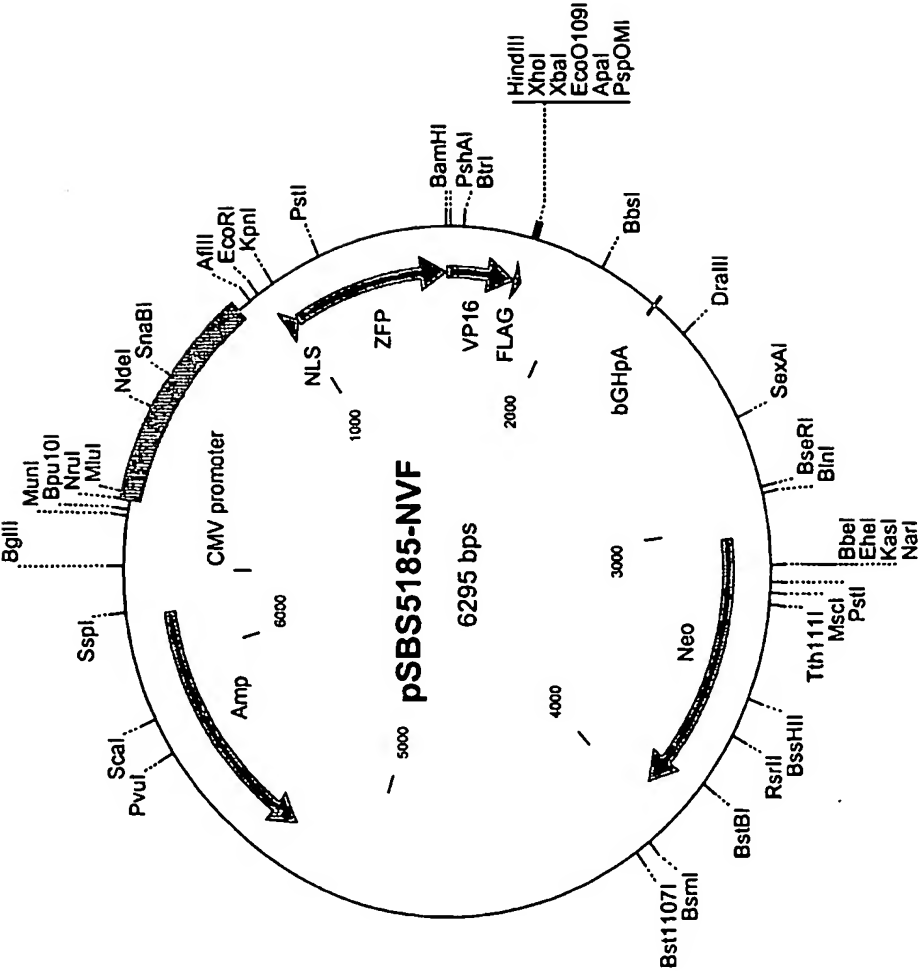 pSBS5185-NVF
6295 bps
BglII
MunI
Bpu10I
NruI
MluI
NdeI
SnaBI
AflII
EcoRI
KpnI
PstI
BamHI
PshAI
BtrI
HindIII
XhoI
XbaI
EcoO109I
ApaI
PspOMI
BbsI
DraIII
SexAI
BseRI
BlnI
BbeI
EheI
KasI
NarI
PstI
MscI
Tth111I
BssHII
RsrII
BstBI
BsmI
Bst1107I
PvuI
ScaI
SspI
CMV promoter
NLS
ZFP
VP16
FLAG
bGHpA
Neo
Amp
1000
2000
3000
4000
5000
6000